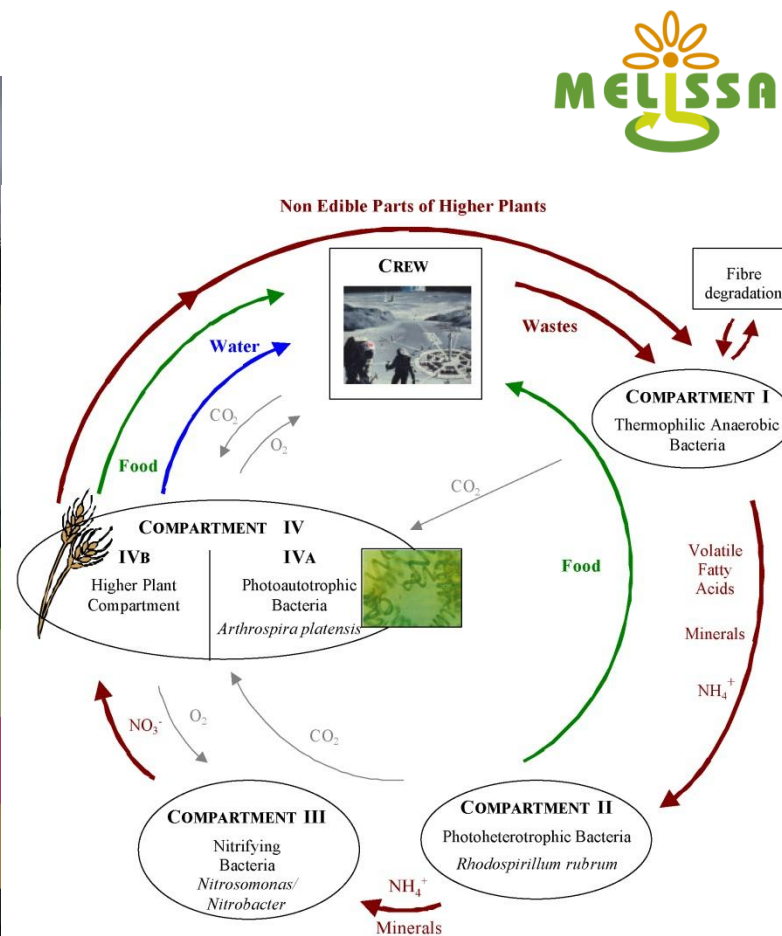 MELISSA
Non Edible Parts of Higher Plants
CREW
Fibre
degradation
Wastes
Water
COMPARTMENT I
Thermophilic Anaerobic
Bacteria
CO₂
O₂
Food
CO₂
COMPARTMENT IV
IVB
Higher Plant
Compartment
IVA
Photoautotrophic
Bacteria
Arthrospira platensis
Food
Volatile
Fatty
Acids
Minerals
NH₄⁺
NO₃⁻
O₂
CO₂
COMPARTMENT III
Nitrifying
Bacteria
Nitrosomonas/
Nitrobacter
COMPARTMENT II
Photoheterotrophic Bacteria
Rhodospirillum rubrum
NH₄⁺
Minerals